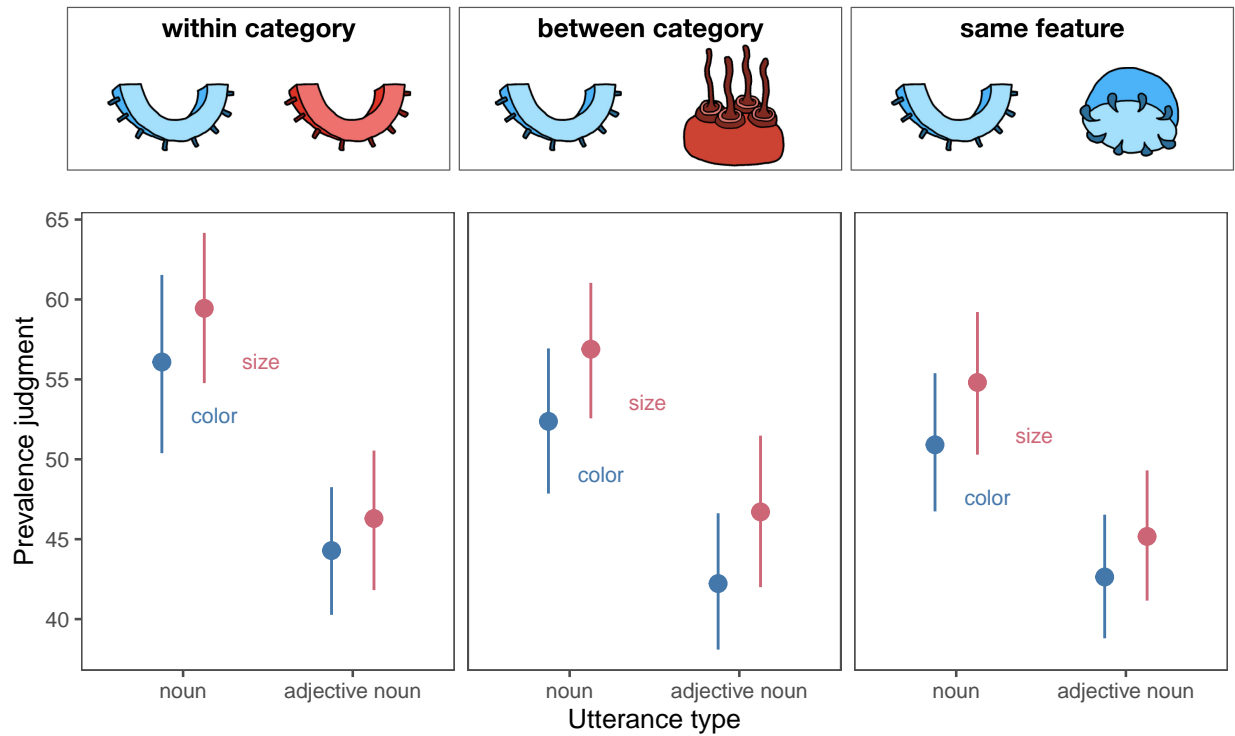 within category
between category
same feature
Prevalence judgment
65
60
55
50
45
40
size
color
size
color
size
color
noun
adjective noun
noun
adjective noun
noun
adjective noun
Utterance type